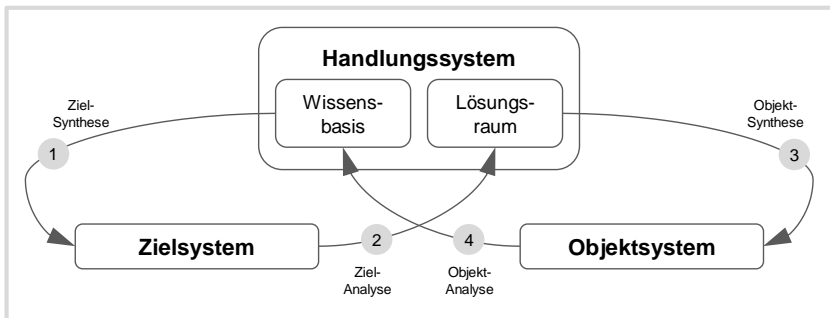 Handlungssystem
Wissens-
basis
Lösungs-
raum
Ziel-
Synthese
1
Objekt-
Synthese
3
Zielsystem
2
4
Objektsystem
Ziel-
Analyse
Objekt-
Analyse